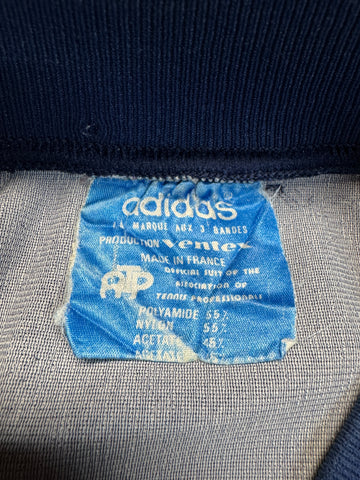 adidas
LA MARQUE AUX 3 BANDES
PRODUCTION ventex
MADE IN FRANCE
OFFICIAL SUIT OF THE
ASSOCIATION OF
TENNIS PROFESSIONALS
ATP
POLYAMIDE 55%
NYLON 55%
ACETATE 45%